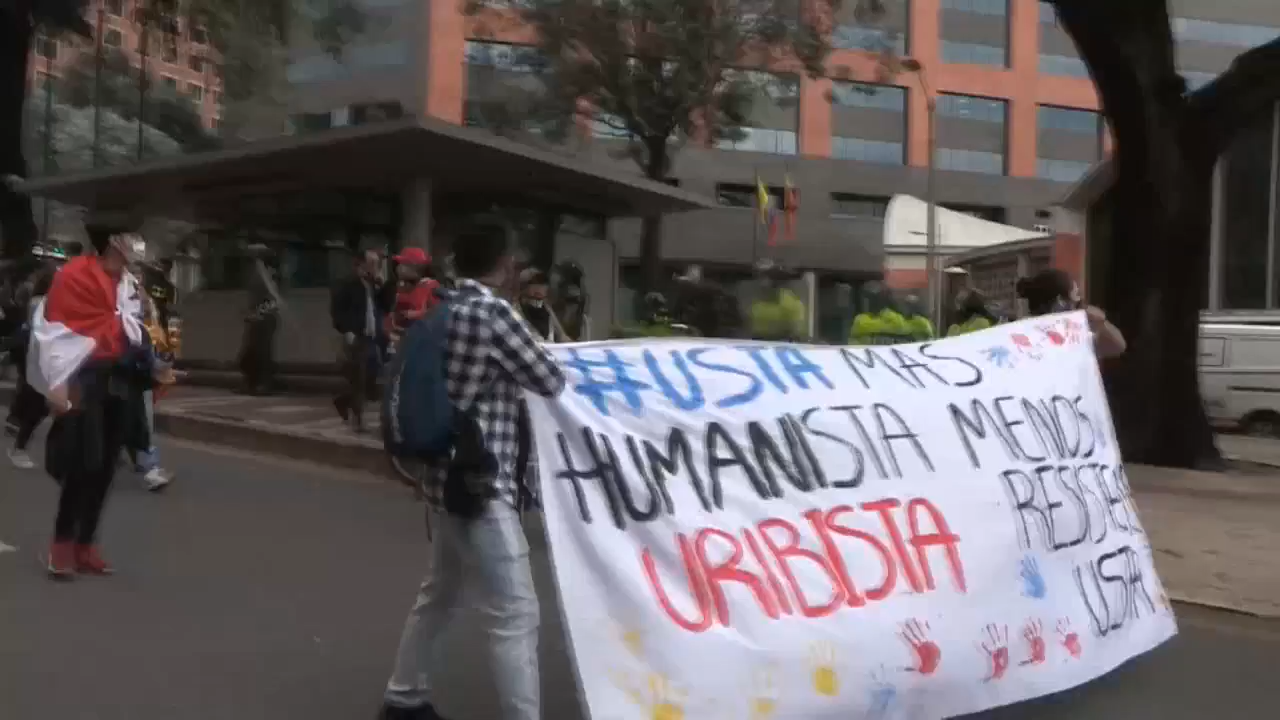 #USTA MAS
HUMANISTA MENOS
URIBISTA
RESISTE
USTA